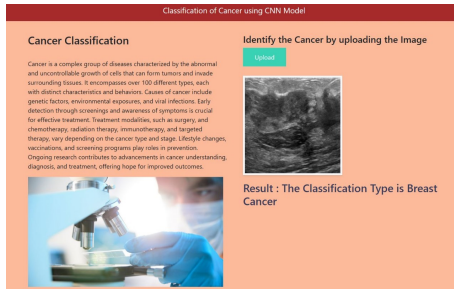 Classification of Cancer using CNN Model
Cancer Classification
Cancer is a complex group of diseases characterized by the abnormal
and uncontrollable growth of cells that can form tumors and invade
surrounding tissues. It encompasses over 100 different types, each
with distinct characteristics and behaviors. Causes of cancer include
genetic factors, environmental exposures, and viral infections. Early
detection through screenings and awareness of symptoms is crucial
for effective treatment. Treatment modalities, such as surgery, and
chemotherapy, radiation therapy, immunotherapy, and targeted
therapy, vary depending on the cancer type and stage. Lifestyle changes,
vaccinations, and screening programs play roles in prevention.
Ongoing research contributes to advancements in cancer understanding,
diagnosis, and treatment, offering hope for improved outcomes.
Identify the Cancer by uploading the Image
Upload
Result : The Classification Type is Breast
Cancer